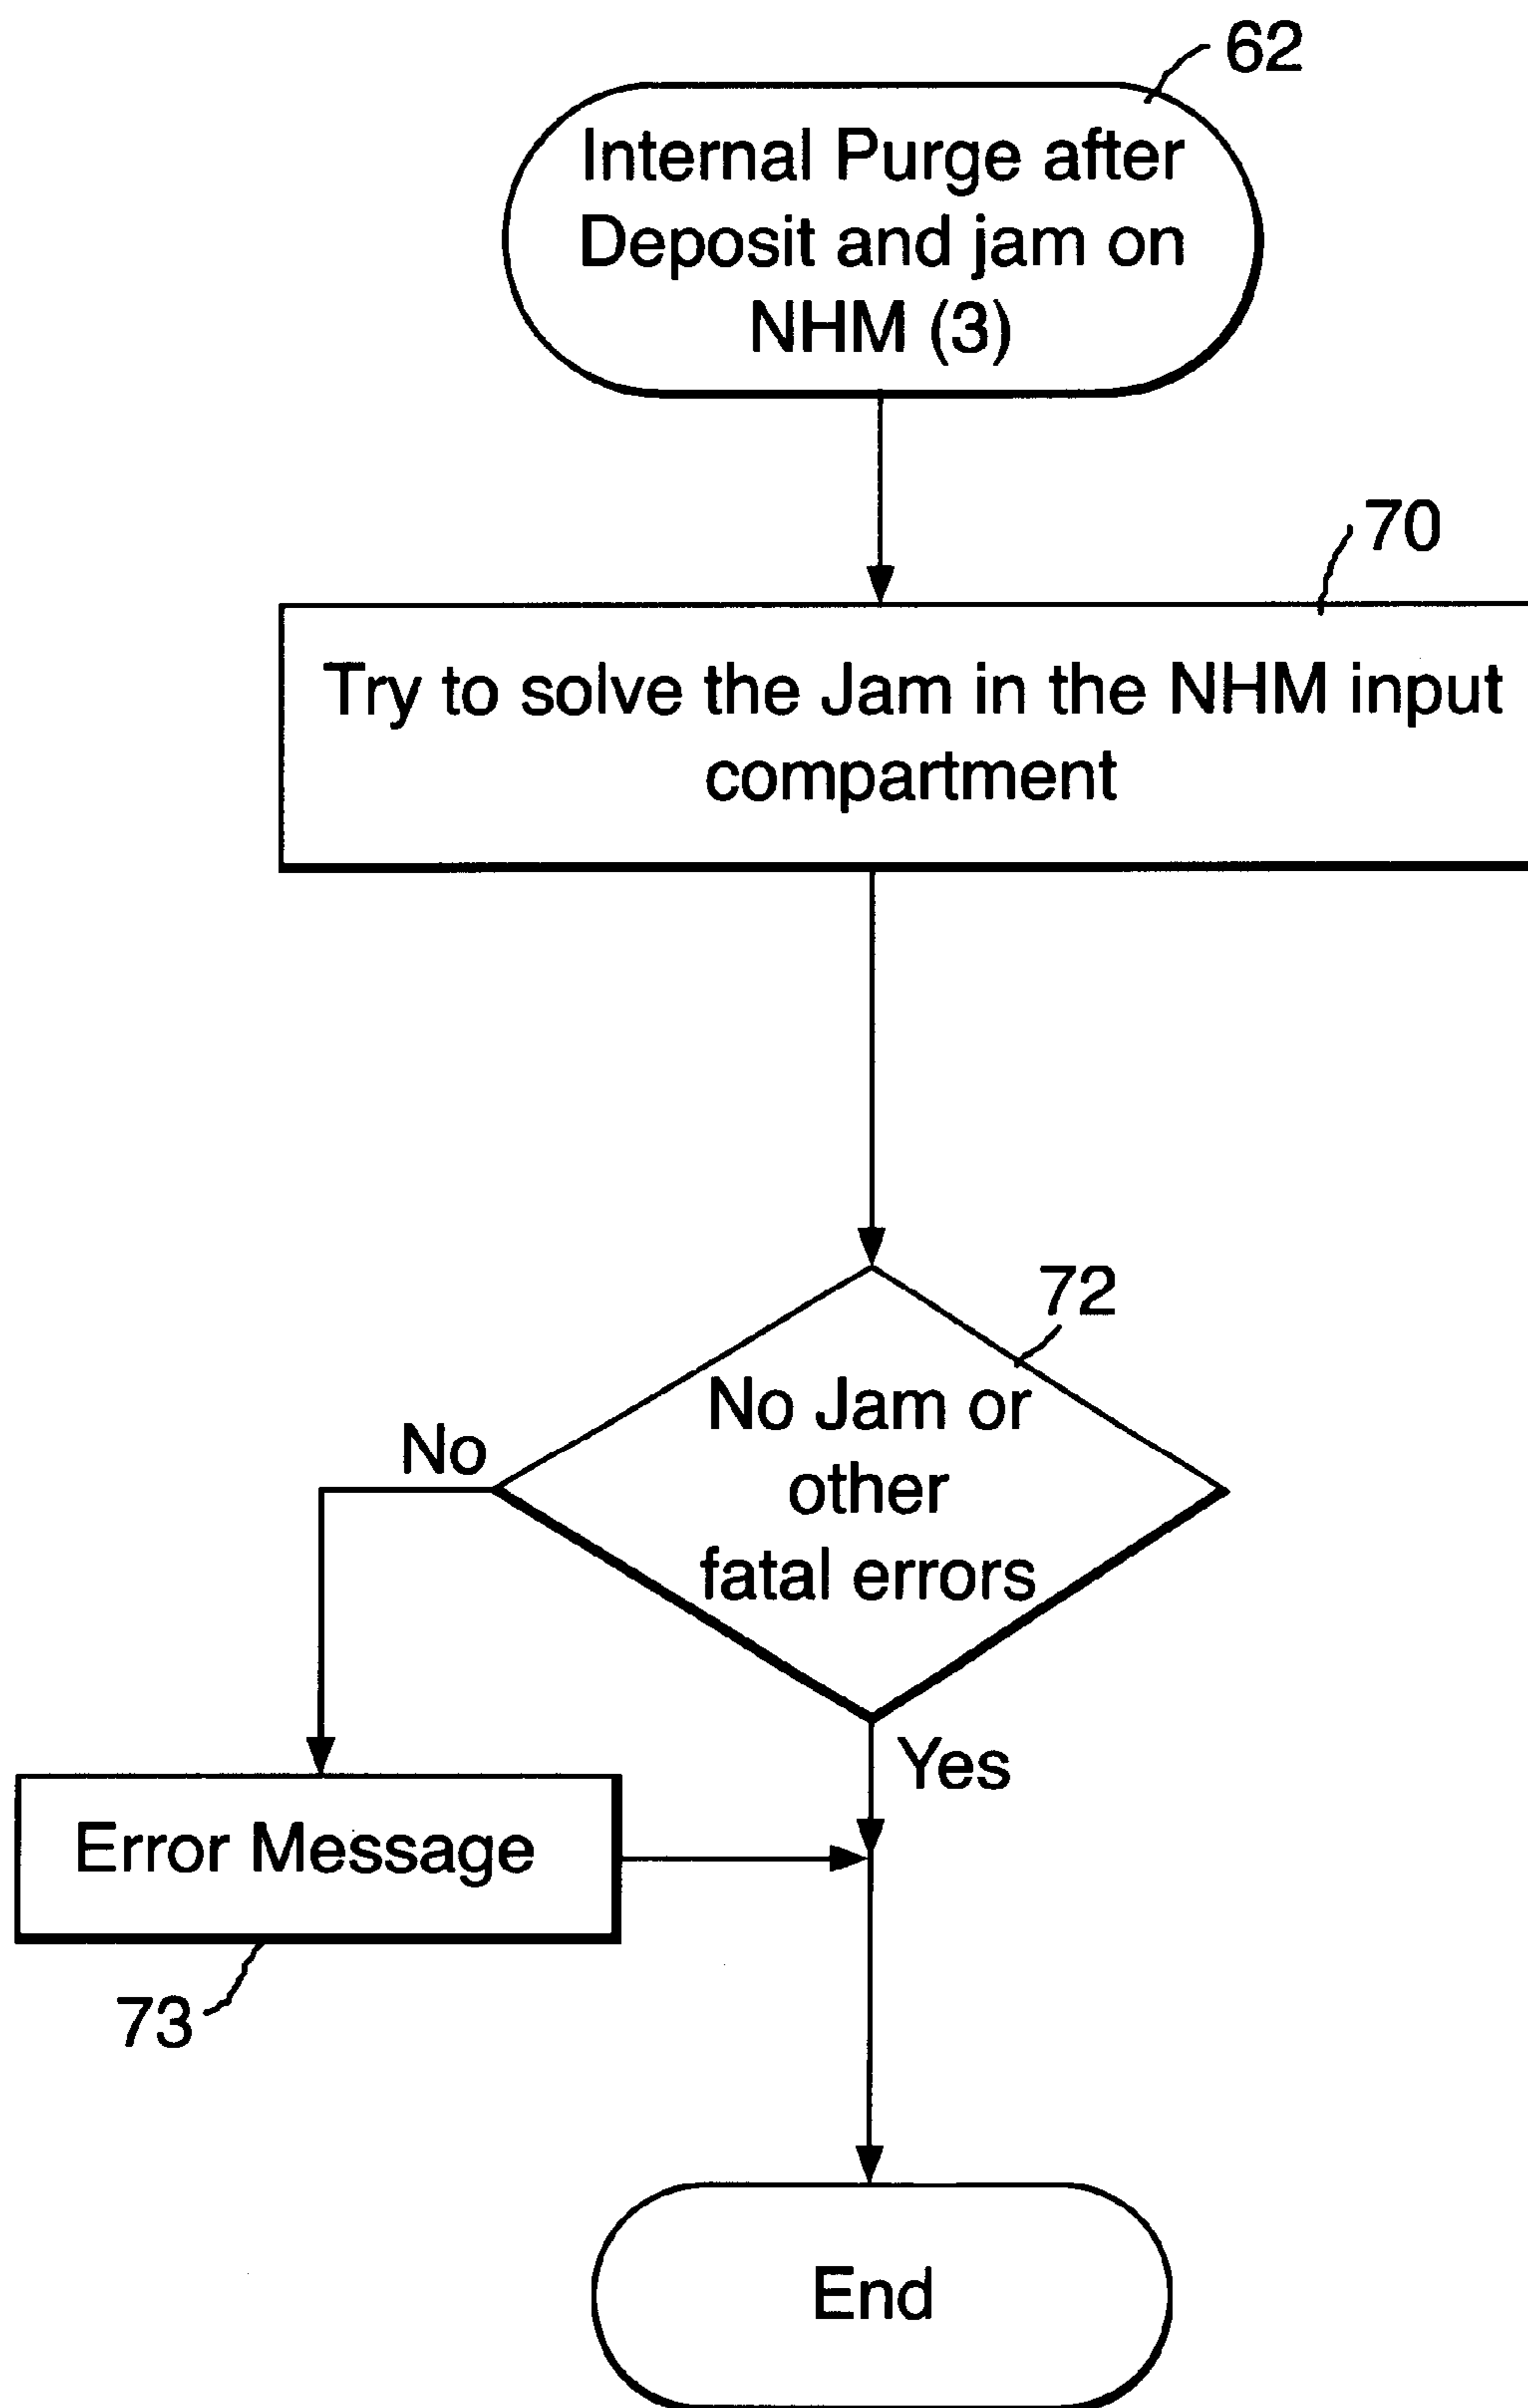 62
Internal Purge after
Deposit and jam on
NHM (3)
70
Try to solve the Jam in the NHM input
compartment
72
No Jam or
other
fatal errors
No
Yes
Error Message
73
End